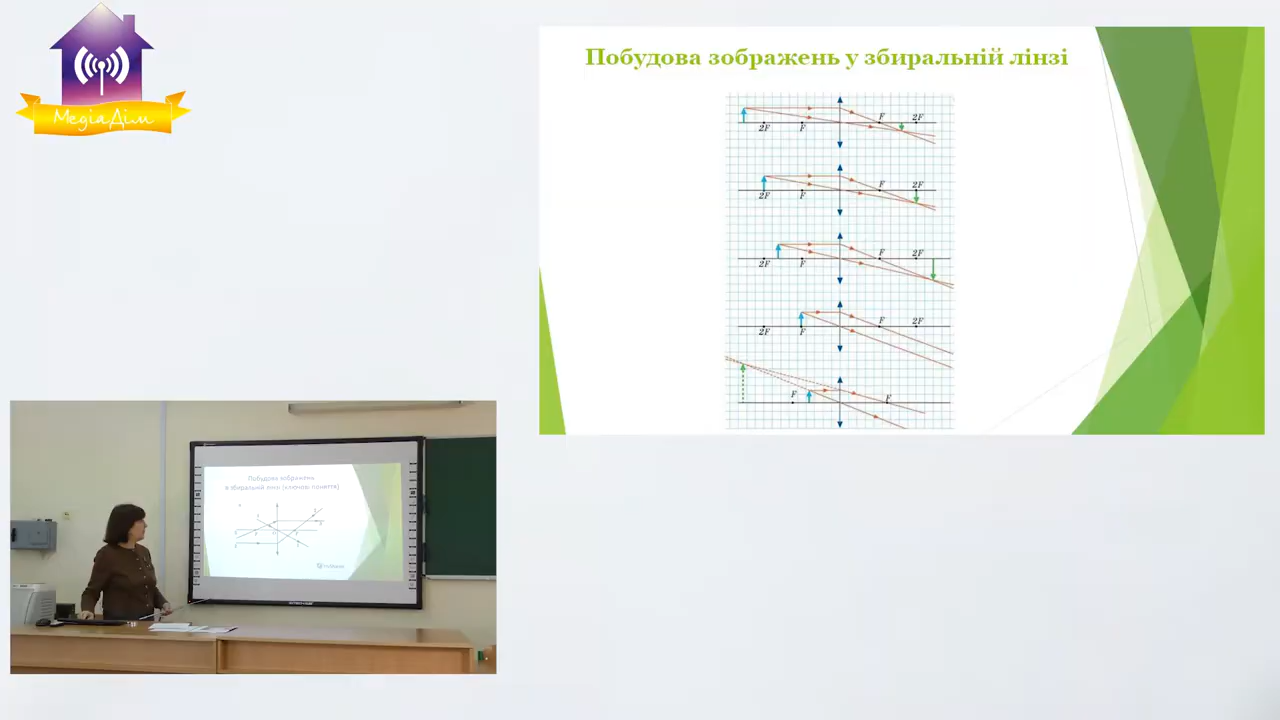 МедіаДім
Побудова зображень у збиральній лінзі
2F F F 2F
2F F F 2F
2F F F 2F
2F F F 2F
F F
Побудова зображень
в збиральній лінзі (ключові поняття)